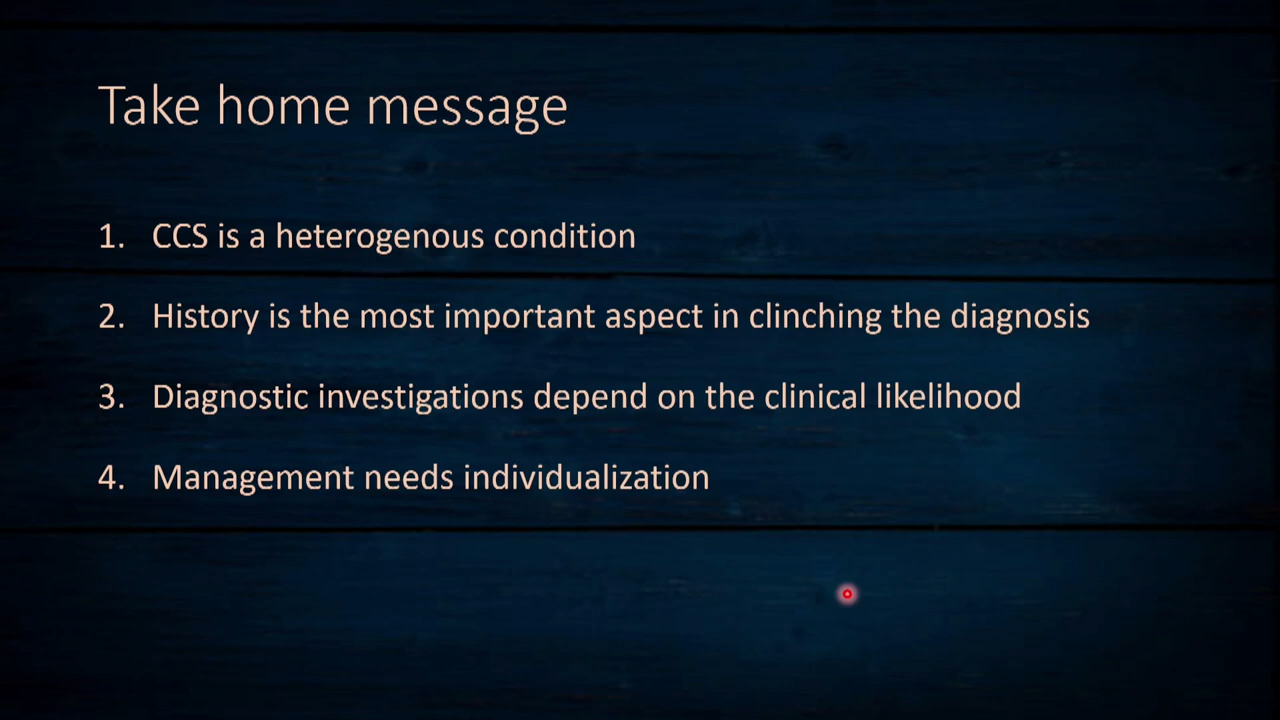 Take home message
1. CCS is a heterogenous condition
2. History is the most important aspect in clinching the diagnosis
3. Diagnostic investigations depend on the clinical likelihood
4. Management needs individualization